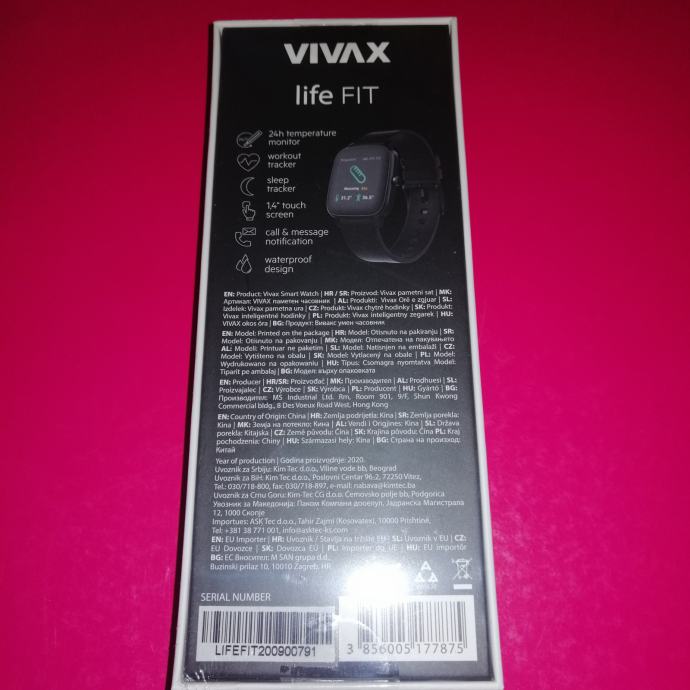 VIVAX
life FIT
24h temperature
monitor
workout
tracker
sleep
tracker
1,4" touch
screen
call & message
notification
waterproof
design
EN: Product: Vivax Smart Watch | HR / SR: Proizvod: Vivax pametni sat | MK:
Артикал: VIVAX паметен часовник | AL: Produkti: Vivax Orë e zgjuar | SL:
Izdelek: Vivax pametna ura | CZ: Produkt: Vivax chytré hodinky | SK: Produkt:
Vivax inteligentné hodinky | PL: Produkt: Vivax inteligentny zegarek | HU:
VIVAX okos óra | BG: Продукт: Вивакс умен часовник
EN: Model: Printed on the package | HR: Model: Otisnuto na pakiranju | SR:
Model: Otisnuto na pakovanju | MK: Модел: Отпечатена на пакувањето
AL: Modeli: Printuar ne paketim | SL: Model: Natisnjen na embalaži | CZ:
Model: Vytištěno na obalu | SK: Model: Vytlačený na obale | PL: Model:
Wydrukowano na opakowaniu | HU: Típus: Csomagra nyomtatva Model:
Tiparit pe ambalaj | BG: Модел: върху опаковката
EN: Producer | HR/SR: Proizvođač | MK: Производител | AL: Prodhuesi | SL:
Proizvajalec | CZ: Výrobce | SK: Výrobca | PL: Producent | HU: Gyártó | BG:
Производител: MS Industrial Ltd. Rm, Room 901, 9/F, Shun Kwong
Commercial bldg., 8 Des Voeux Road West, Hong Kong
EN: Country of Origin: China | HR: Zemlja podrijetla: Kina | SR: Zemlja porekla:
Kina | MK: Земја на потекло: Кина | AL: Vendi i Origjines: Kina | SL: Država
porekla: Kitajska | CZ: Země původu: Čína | SK: Krajina pôvodu: Čína PL: Kraj
pochodzenia: Chiny | HU: Származasi hely: Kina | BG: Страна на произход:
Китай
Year of production | Godina proizvodnje: 2020.
Uvoznik za Srbiju: Kim Tec d.o.o., Viline vode bb, Beograd
Uvoznik za BiH: Kim Tec d.o.o., Poslovni Centar 96-2, 72250 Vitez,
Tel.: 030/718-800, fax: 030/718-897, e-mail: nabava@kimtec.ba
Uvoznik za Crnu Goru: Kim-Tec CG d.o.o. Ćemovsko polje bb, Podgorica
Увозник за Македонија: Паком Компани дооепул, Јадранска Магистрала
12, 1000 Скопје
Importues: ASK Tec d.o.o., Tahir Zajmi (Kosovatex), 10000 Prishtinë,
Tel: +381 38 771 001, info@asktec-ks.com
EN: EU Importer | HR: Uvoznik / Stavlja na tržište EU | SL: Uvoznik v EU | CZ:
EU Dovozce | SK: Dovozca EÚ | PL: Importer do UE | HU: EU importőr
BG: ЕС Вносител: M SAN grupa d.d.,
Buzinski prilaz 10, 10010 Zagreb, HR
SERIAL NUMBER
LIFEFIT200900791
3 856005 177875